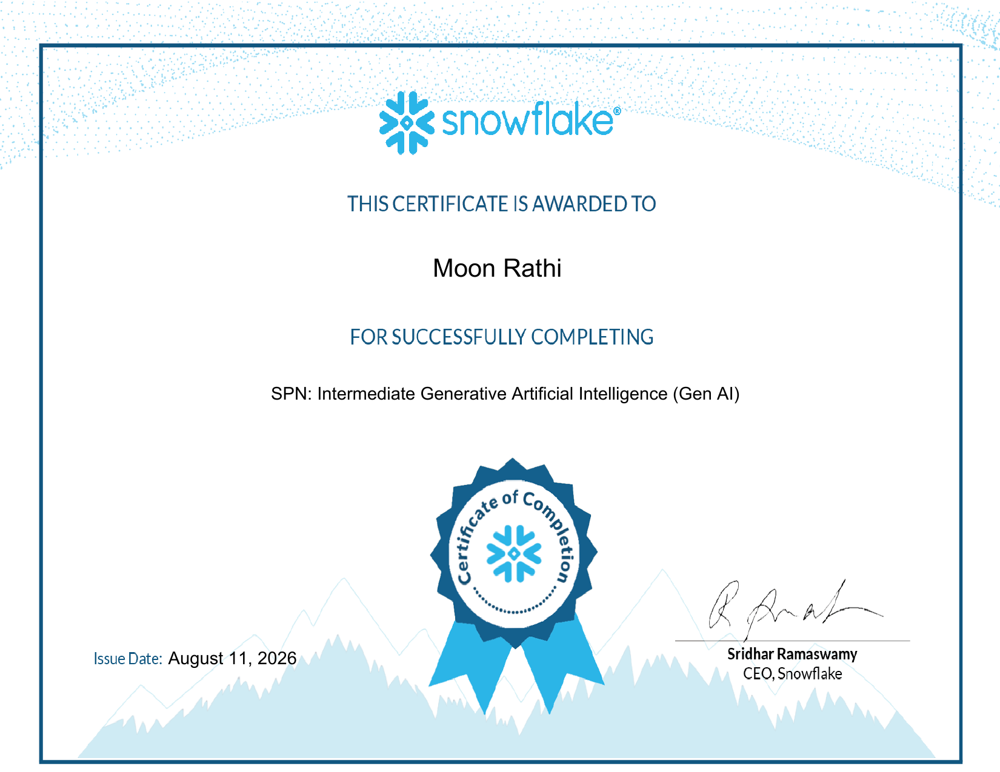 snowflake®
THIS CERTIFICATE IS AWARDED TO
Moon Rathi
FOR SUCCESSFULLY COMPLETING
SPN: Intermediate Generative Artificial Intelligence (Gen AI)
Certificate of Completion
Issue Date: August 11, 2026
Sridhar Ramaswamy
CEO, Snowflake